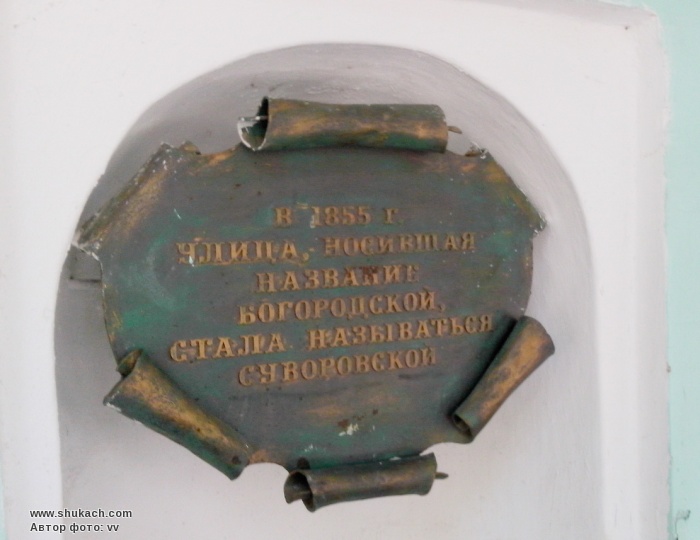 В 1855 Г.
УЛИЦА, НОСИВШАЯ
НАЗВАНИЕ
БОГОРОДСКОЙ,
СТАЛА НАЗЫВАТЬСЯ
СУВОРОВСКОЙ
www.shukach.com
Автор фото: vv